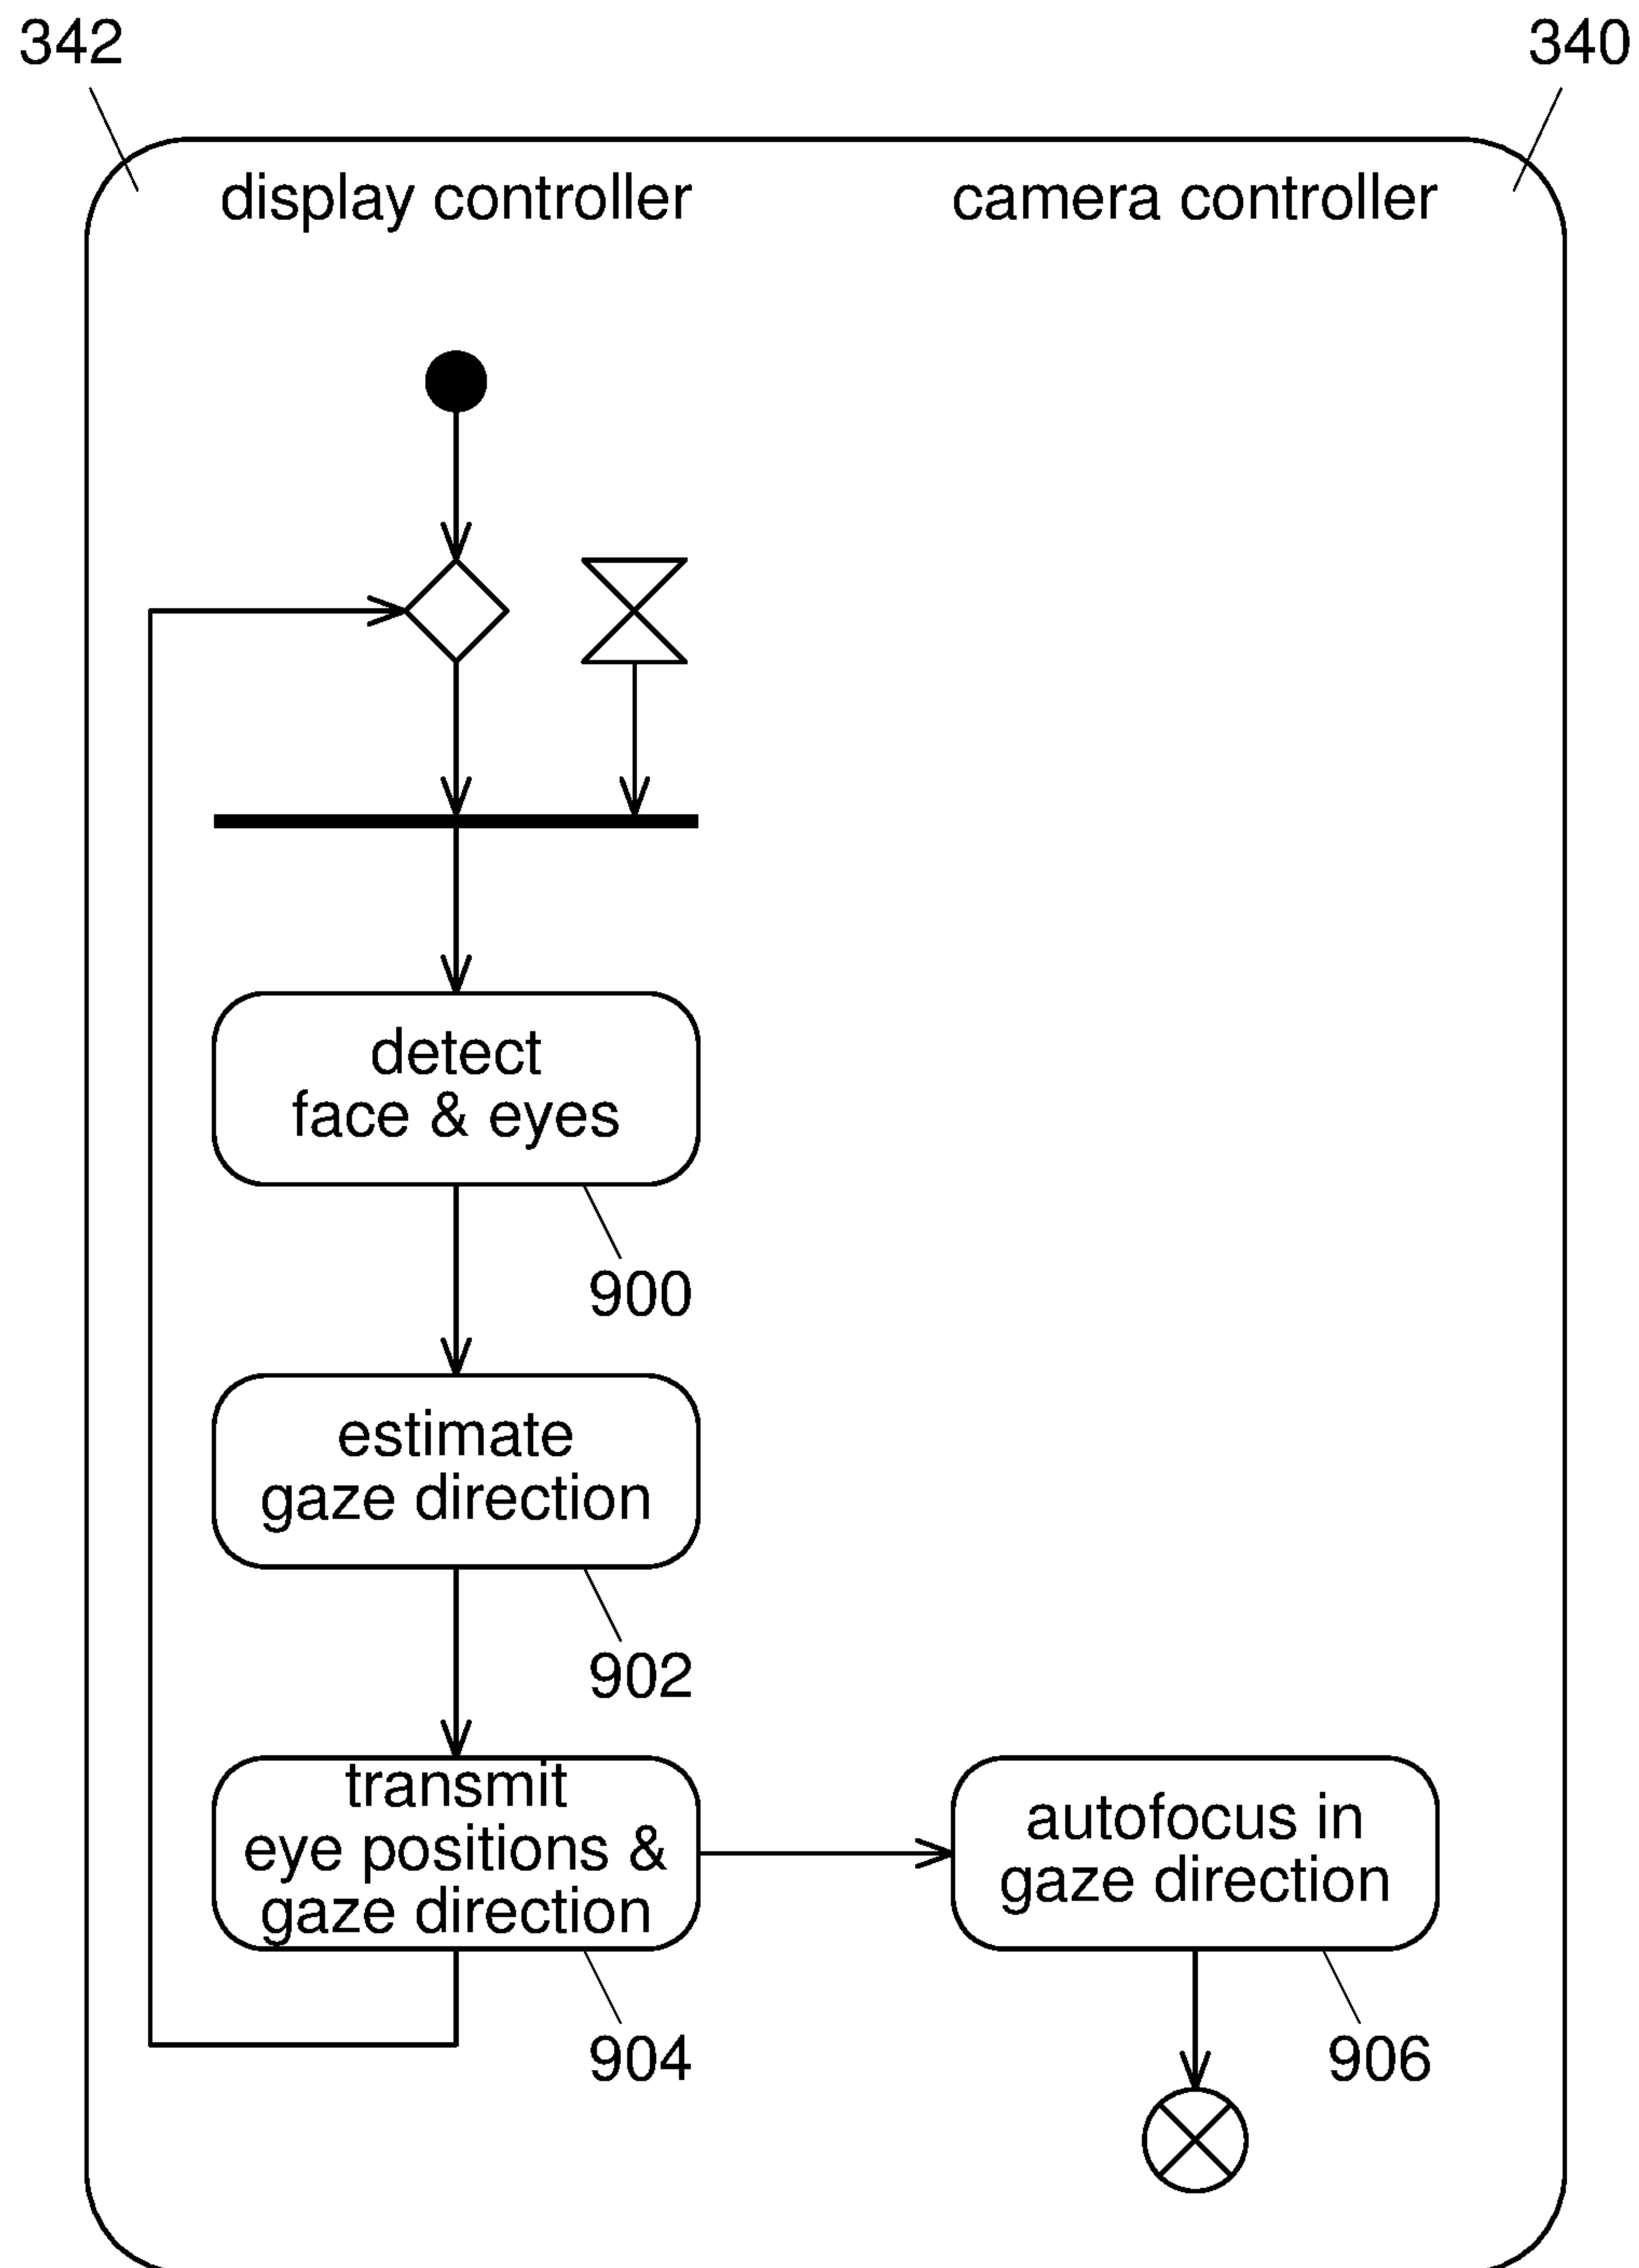 342
340
display controller
camera controller
detect
face & eyes
900
estimate
gaze direction
902
transmit
eye positions &
gaze direction
904
autofocus in
gaze direction
906